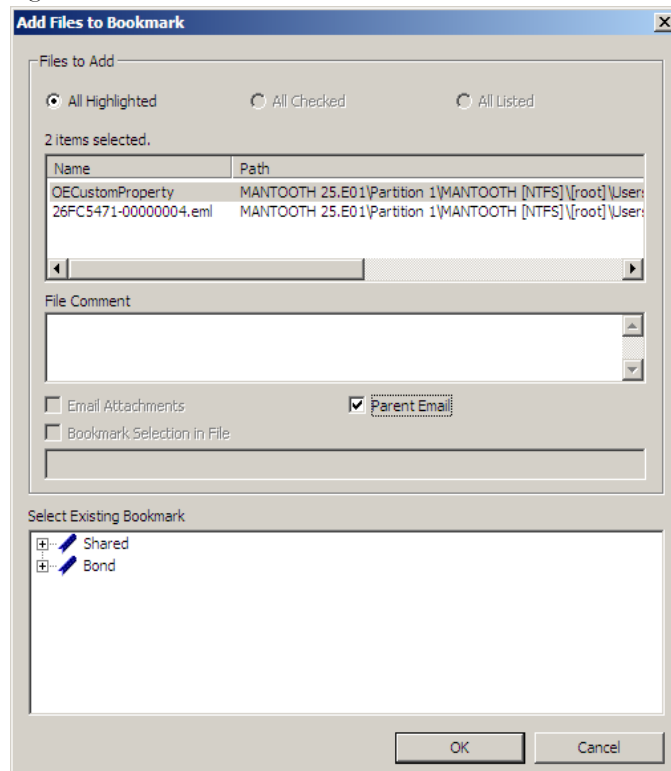 Add Files to Bookmark
Files to Add
All Highlighted All Checked All Listed
2 items selected.
Name Path
OECustomProperty MANTOOTH 25.E01\Partition 1\MANTOOTH [NTFS]\[root]\Users
26FC5471-00000004.eml MANTOOTH 25.E01\Partition 1\MANTOOTH [NTFS]\[root]\Users
File Comment
Email Attachments Parent Email
Bookmark Selection in File
Select Existing Bookmark
Shared
Bond
OK Cancel